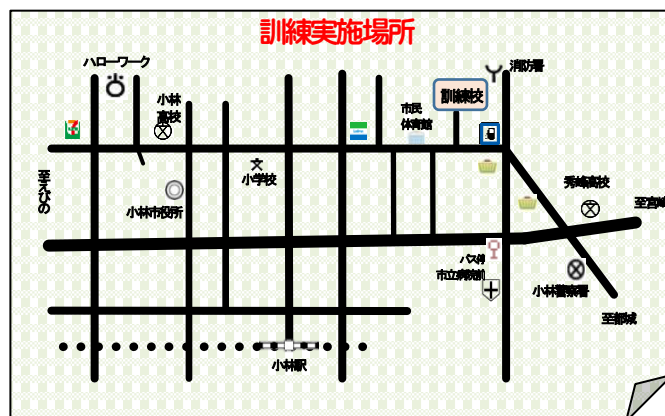 訓練実施場所
ハローワーク
消防署
小林
高校
市民
体育館
訓練校
小学校
至えびの
小林市役所
秀峰高校
至宮崎
バス停
市立病院前
小林警察署
至都城
小林駅